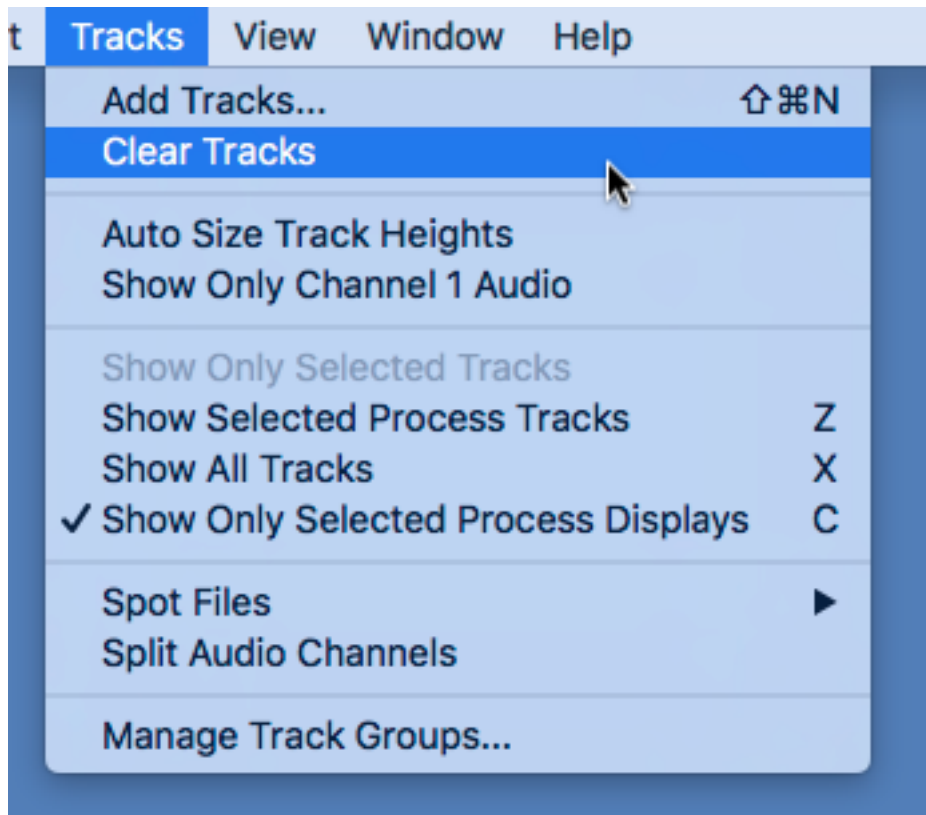 t Tracks View Window Help
Add Tracks... ⇧⌘N
Clear Tracks
Auto Size Track Heights
Show Only Channel 1 Audio
Show Only Selected Tracks
Show Selected Process Tracks Z
Show All Tracks X
✓ Show Only Selected Process Displays C
Spot Files ▶
Split Audio Channels
Manage Track Groups...